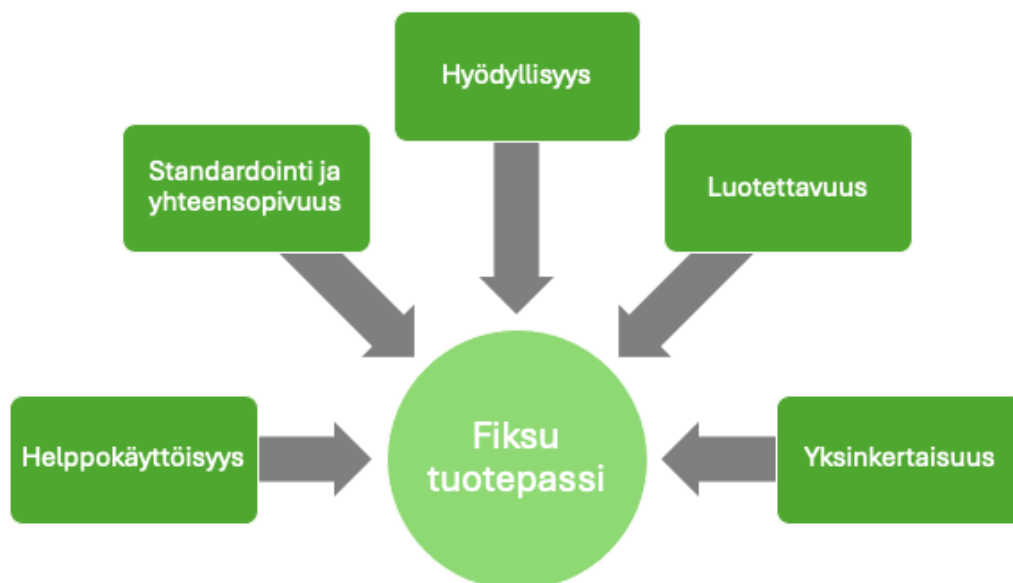 Hyödyllisyys
Standardointi ja
yhteensopivuus
Luotettavuus
Helppokäyttöisyys
Fiksu
tuotepassi
Yksinkertaisuus